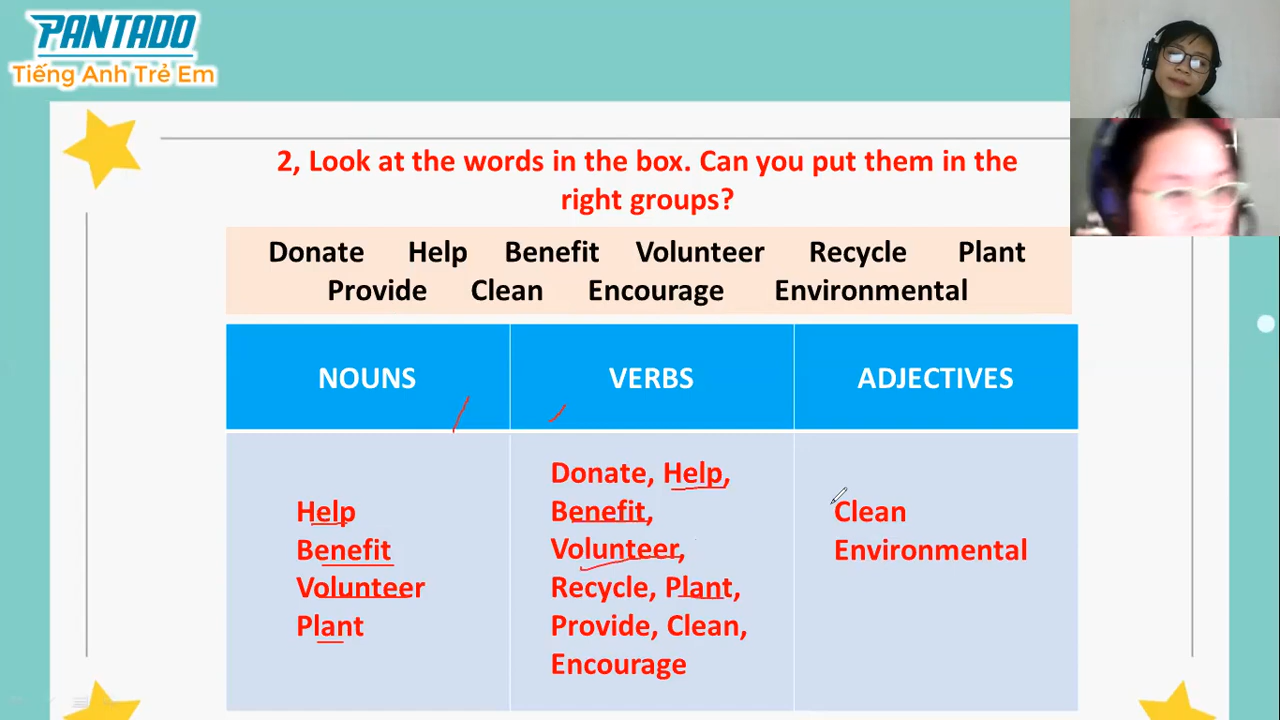 PANTADO
Tiếng Anh Trẻ Em
2, Look at the words in the box. Can you put them in the
right groups?
Donate Help Benefit Volunteer Recycle Plant
Provide Clean Encourage Environmental
NOUNS VERBS ADJECTIVES
Help
Benefit
Volunteer
Plant
Donate, Help,
Benefit,
Volunteer,
Recycle, Plant,
Provide, Clean,
Encourage
Clean
Environmental